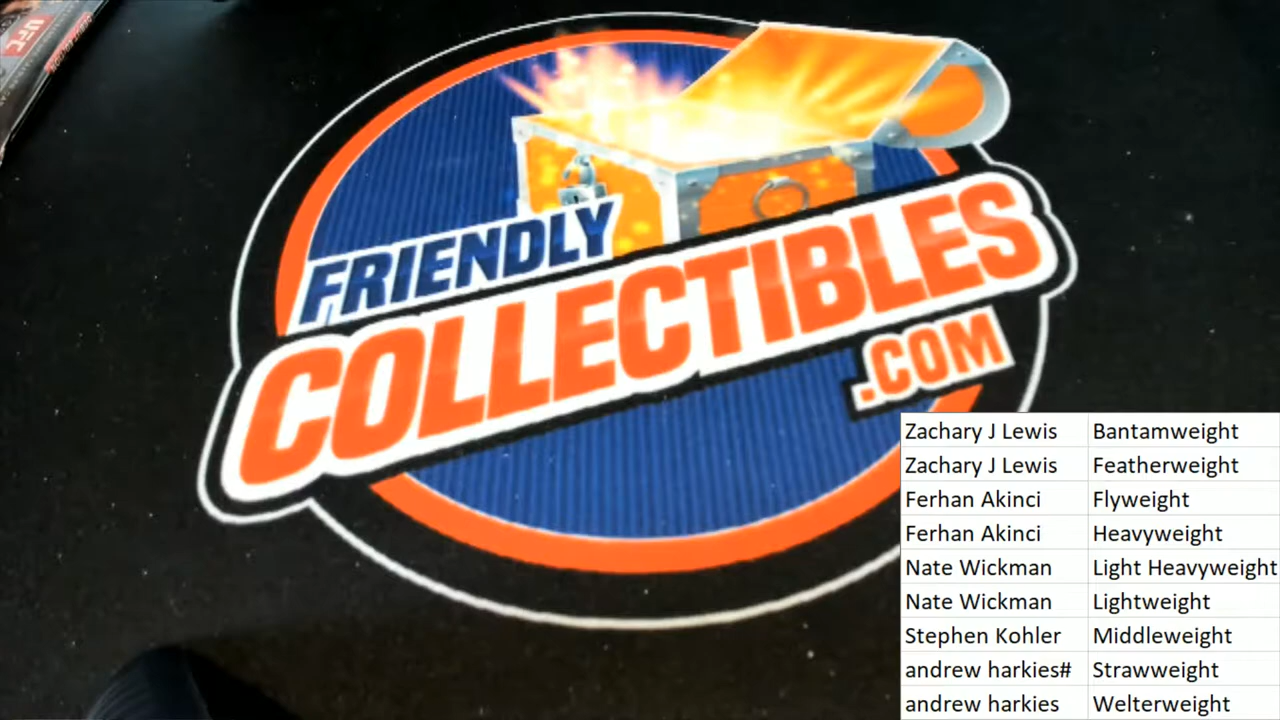 UFC
FRIENDLY
COLLECTIBLES
.COM
Zachary J Lewis Bantamweight
Zachary J Lewis Featherweight
Ferhan Akinci Flyweight
Ferhan Akinci Heavyweight
Nate Wickman Light Heavyweight
Nate Wickman Lightweight
Stephen Kohler Middleweight
andrew harkies# Strawweight
andrew harkies Welterweight